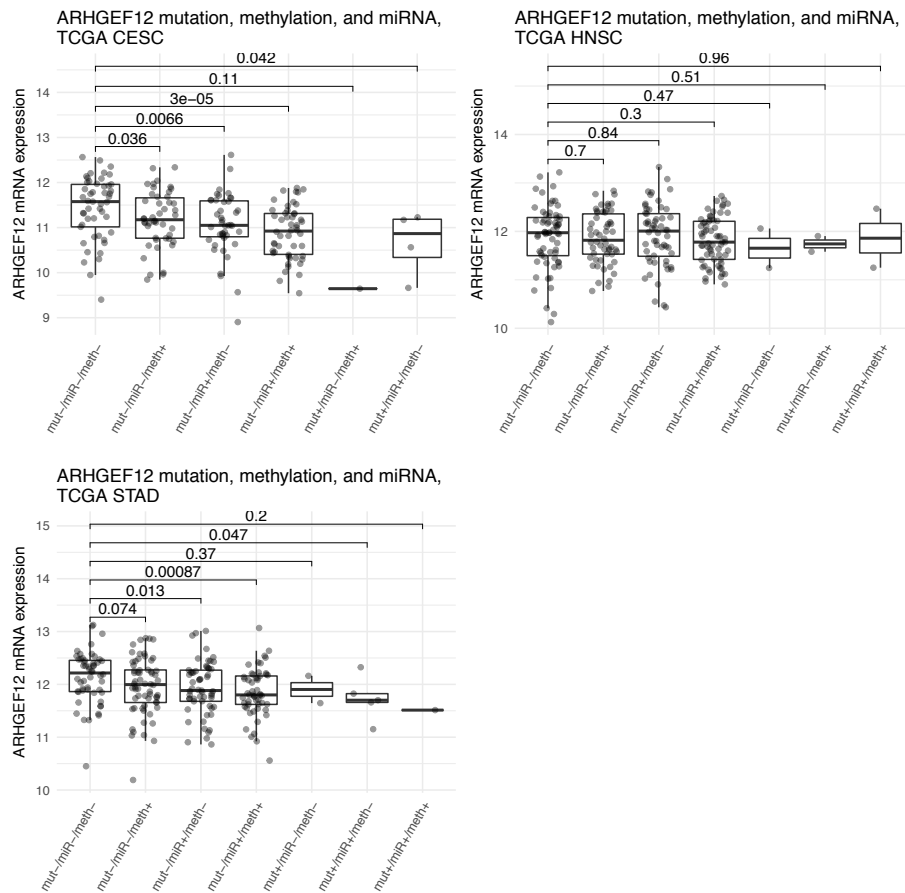 ARHGEF12 mutation, methylation, and miRNA,
TCGA CESC
ARHGEF12 mRNA expression
14
13
12
11
10
9
0.042
0.11
3e−05
0.0066
0.036
mut−/miR−/meth−
mut−/miR−/meth+
mut−/miR+/meth−
mut−/miR+/meth+
mut+/miR−/meth+
mut+/miR+/meth−
ARHGEF12 mutation, methylation, and miRNA,
TCGA HNSC
ARHGEF12 mRNA expression
14
12
10
0.96
0.51
0.47
0.3
0.84
0.7
mut−/miR−/meth−
mut−/miR−/meth+
mut−/miR+/meth−
mut−/miR+/meth+
mut+/miR−/meth−
mut+/miR−/meth+
mut+/miR+/meth+
ARHGEF12 mutation, methylation, and miRNA,
TCGA STAD
ARHGEF12 mRNA expression
15
14
13
12
11
10
0.2
0.047
0.37
0.00087
0.013
0.074
mut−/miR−/meth−
mut−/miR−/meth+
mut−/miR+/meth−
mut−/miR+/meth+
mut+/miR−/meth−
mut+/miR+/meth−
mut+/miR+/meth+